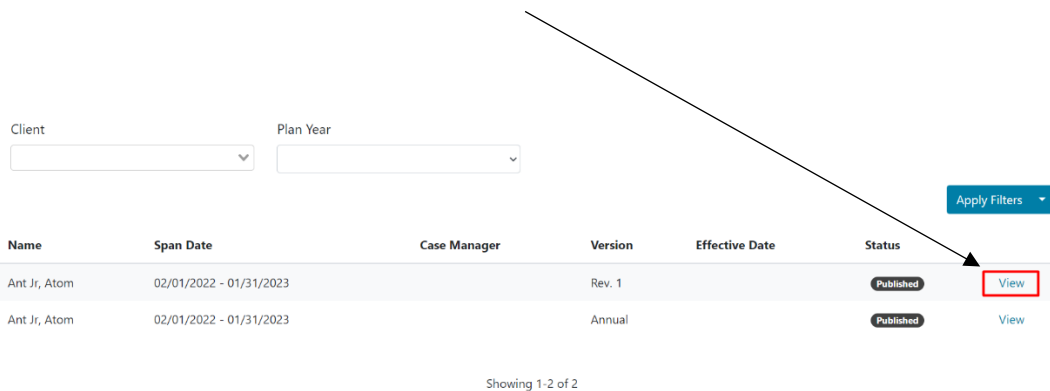 Client Plan Year
Apply Filters
Name Span Date Case Manager Version Effective Date Status
Ant Jr, Atom 02/01/2022 - 01/31/2023 Rev. 1 Published View
Ant Jr, Atom 02/01/2022 - 01/31/2023 Annual Published View
Showing 1-2 of 2